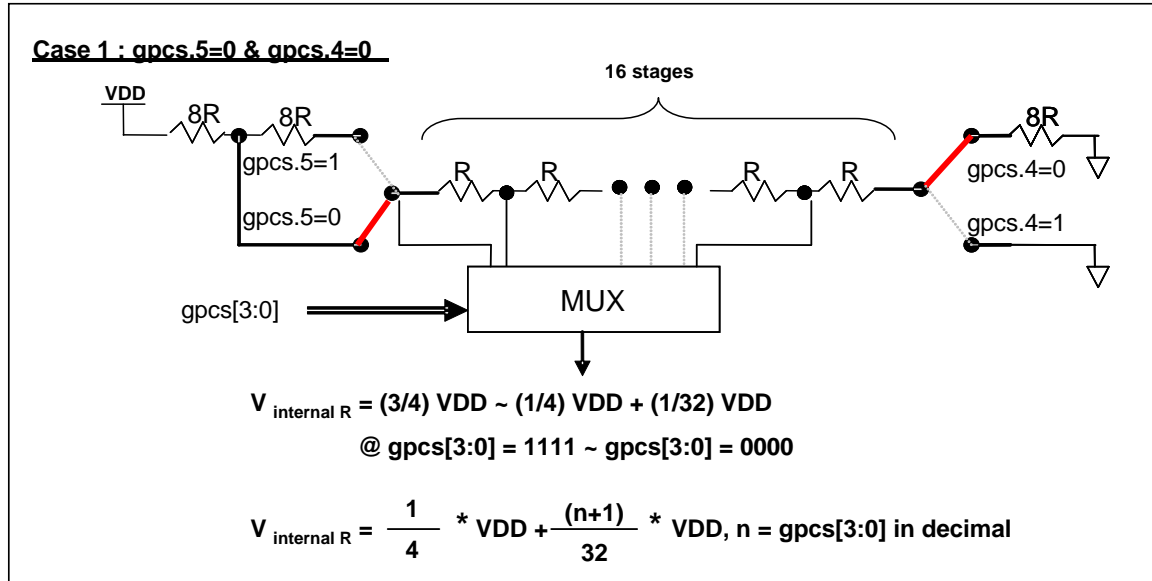 Case 1 : gpcs.5=0 & gpcs.4=0
16 stages
VDD
8R
8R
8R
gpcs.5=1
gpcs.4=0
R
R
R
R
gpcs.5=0
gpcs.4=1
MUX
gpcs[3:0]
V internal R = (3/4) VDD ~ (1/4) VDD + (1/32) VDD
@ gpcs[3:0] = 1111 ~ gpcs[3:0] = 0000
V internal R = 1/4 * VDD + (n+1)/32 * VDD, n = gpcs[3:0] in decimal